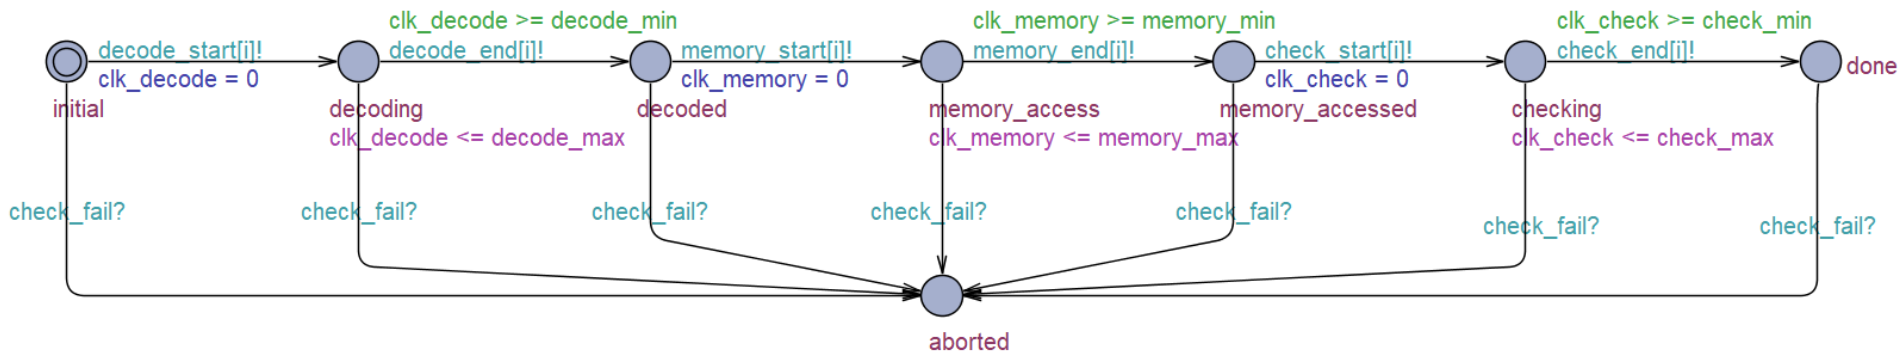 clk_decode >= decode_min
clk_memory >= memory_min
clk_check >= check_min
decode_start[i]!
decode_end[i]!
memory_start[i]!
memory_end[i]!
check_start[i]!
check_end[i]!
clk_decode = 0
clk_memory = 0
clk_check = 0
done
initial
decoding
decoded
memory_access
memory_accessed
checking
clk_decode <= decode_max
clk_memory <= memory_max
clk_check <= check_max
check_fail?
check_fail?
check_fail?
check_fail?
check_fail?
check_fail?
check_fail?
aborted